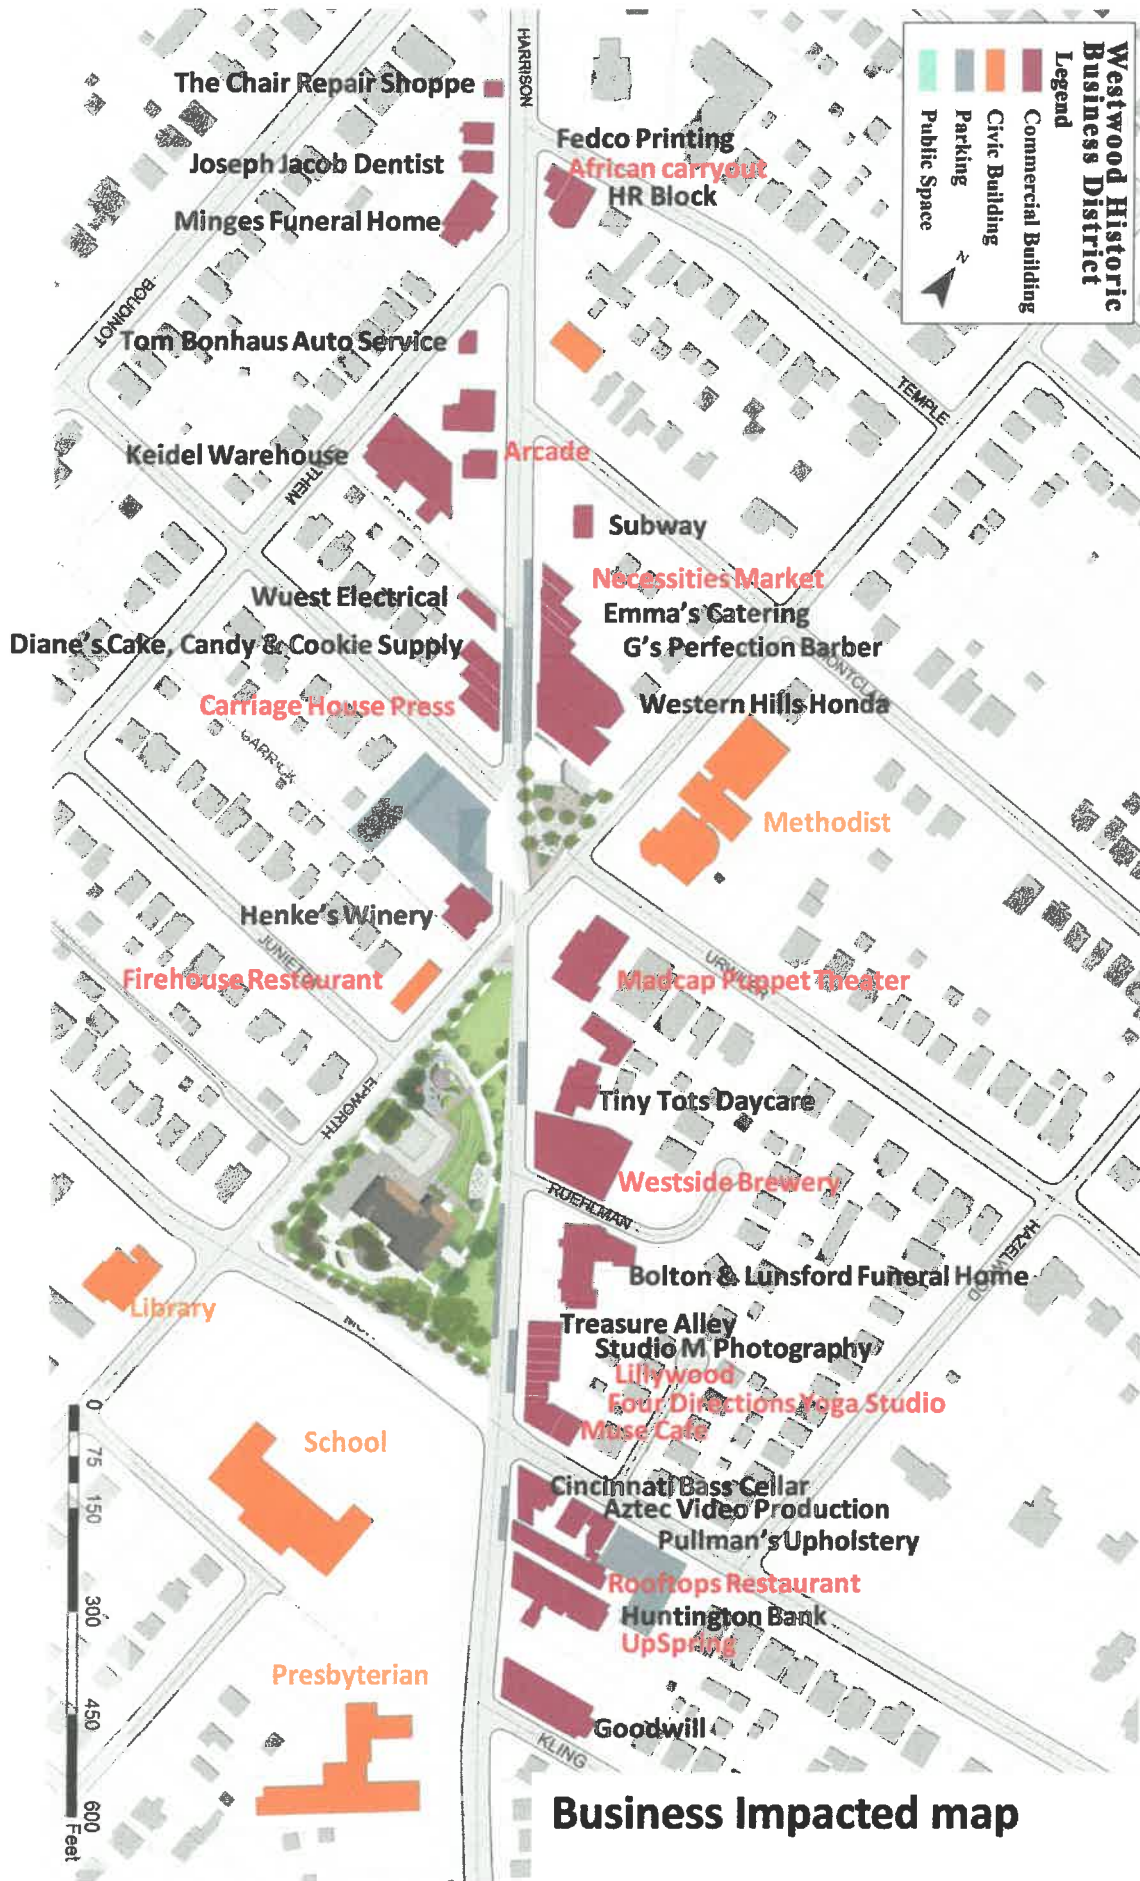 Westwood Historic
Business District
Legend
Commercial Building
Civic Building
Parking
Public Space
N
HARRISON
The Chair Repair Shoppe
Fedco Printing
Joseph Jacob Dentist
African carryout
HR Block
Minges Funeral Home
BOUDINOT
Tom Bonhaus Auto Service
TEMPLE
Keidel Warehouse
THEM
Arcade
Subway
Necessities Market
Wuest Electrical
Emma's Catering
Diane's Cake, Candy & Cookie Supply
G's Perfection Barber
Carriage House Press
Western Hills Honda
Methodist
Henke's Winery
Firehouse Restaurant
Madcap Puppet Theater
EPWORTH
Tiny Tots Daycare
Westside Brewery
RUEHLMAN
HAZELWOOD
Bolton & Lunsford Funeral Home
Library
Treasure Alley
Studio M Photography
Lillywood
Four Directions Yoga Studio
Muse Cafe
School
Cincinnati Bass Cellar
Aztec Video Production
Pullman's Upholstery
Rooftops Restaurant
Huntington Bank
UpSpring
Presbyterian
Goodwill
KLING
0 75 150 300 450 600
Feet
Business Impacted map